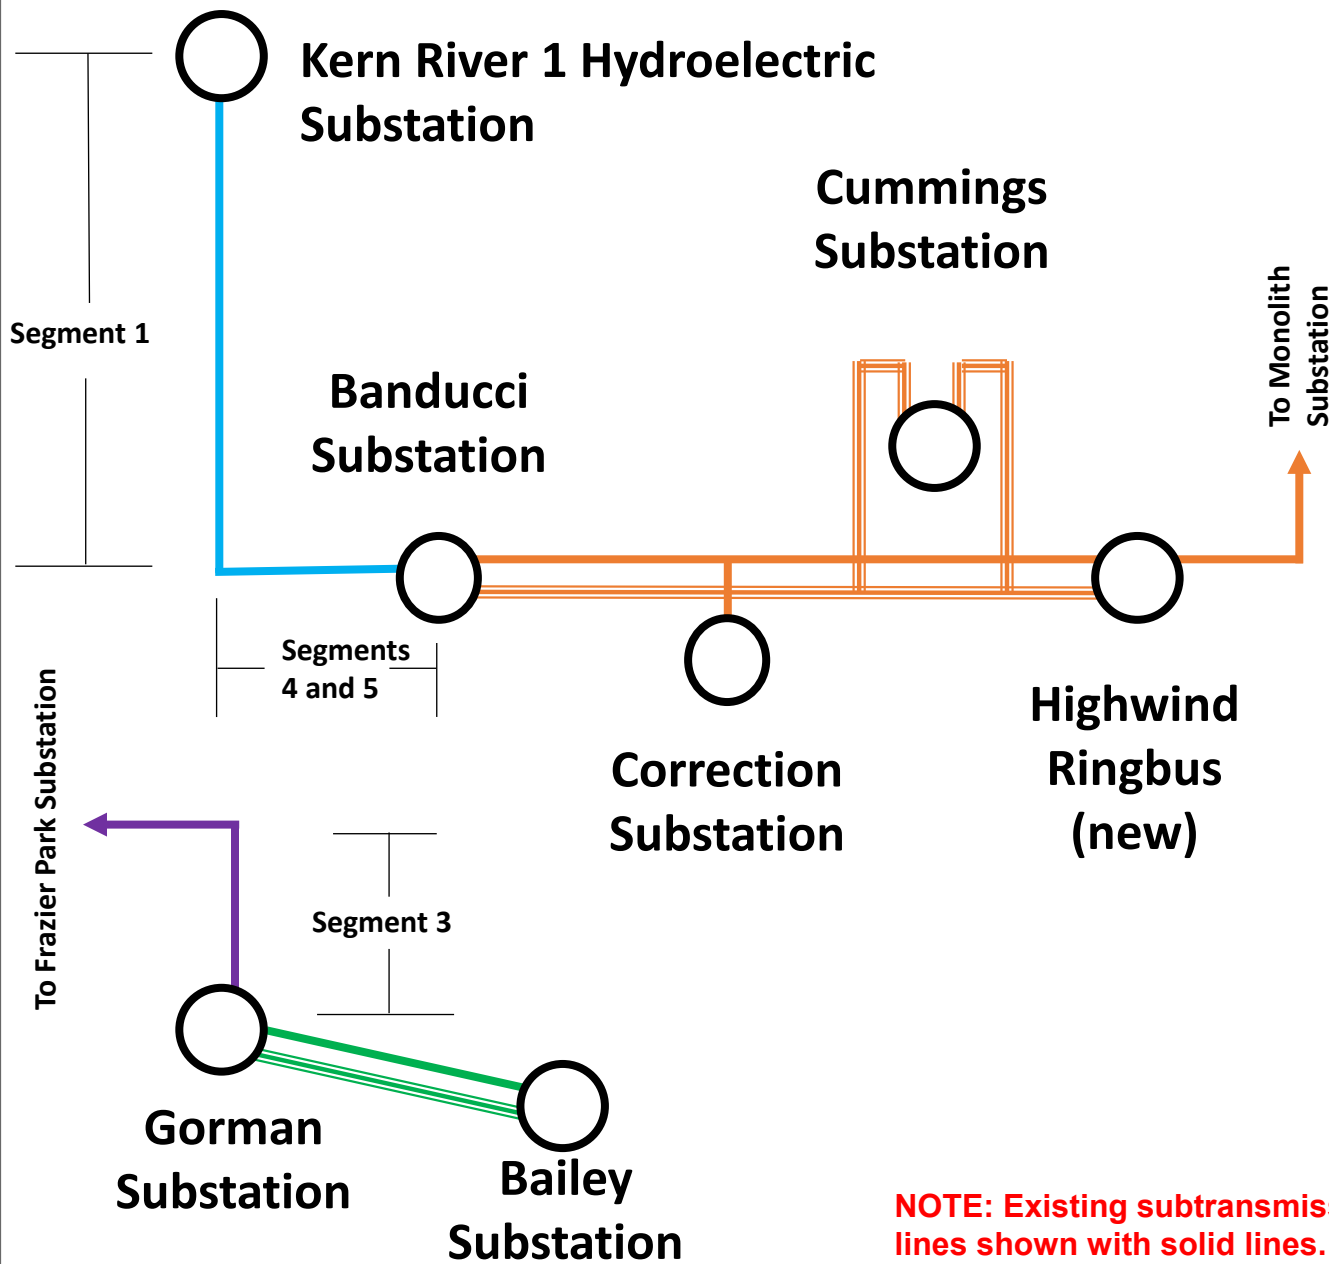 Kern River 1 Hydroelectric
Substation
Cummings
Substation
To Monolith
Substation
Segment 1
Banducci
Substation
Segments
4 and 5
To Frazier Park Substation
Correction
Substation
Highwind
Ringbus
(new)
Segment 3
Gorman
Substation
Bailey
Substation
NOTE: Existing
lines shown with solid lines.